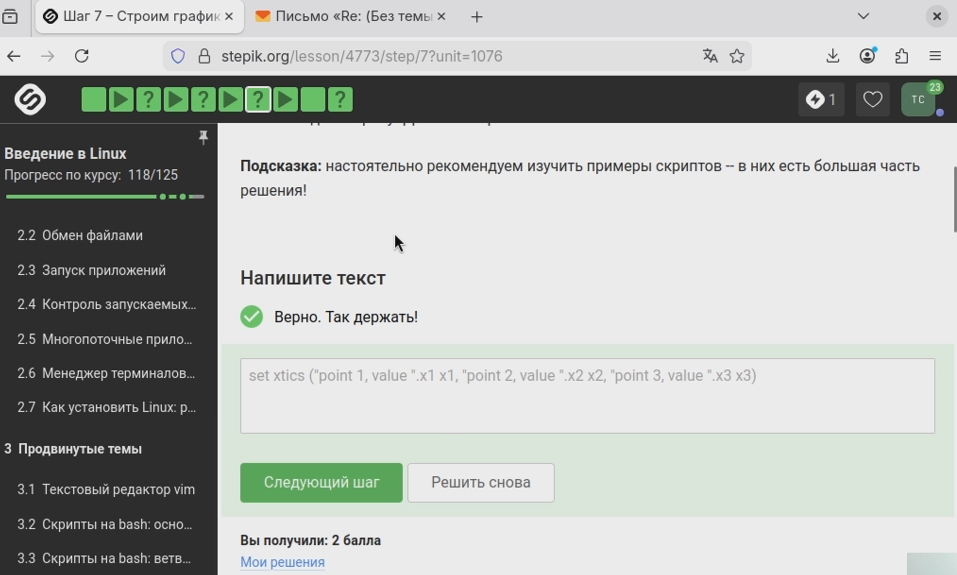 Шаг 7 – Строим график
Письмо «Re: (Без темы
stepik.org/lesson/4773/step/7?unit=1076
? ? ? ?
1
TC
23
Введение в Linux
Прогресс по курсу: 118/125
2.2 Обмен файлами
2.3 Запуск приложений
2.4 Контроль запускаемых...
2.5 Многопоточные прило...
2.6 Менеджер терминалов...
2.7 Как установить Linux: р...
3 Продвинутые темы
3.1 Текстовый редактор vim
3.2 Скрипты на bash: осно...
3.3 Скрипты на bash: ветв...
Подсказка: настоятельно рекомендуем изучить примеры скриптов -- в них есть большая часть
решения!
Напишите текст
Верно. Так держать!
set xtics ("point 1, value ".x1 x1, "point 2, value ".x2 x2, "point 3, value ".x3 x3)
Следующий шаг
Решить снова
Вы получили: 2 балла
Мои решения